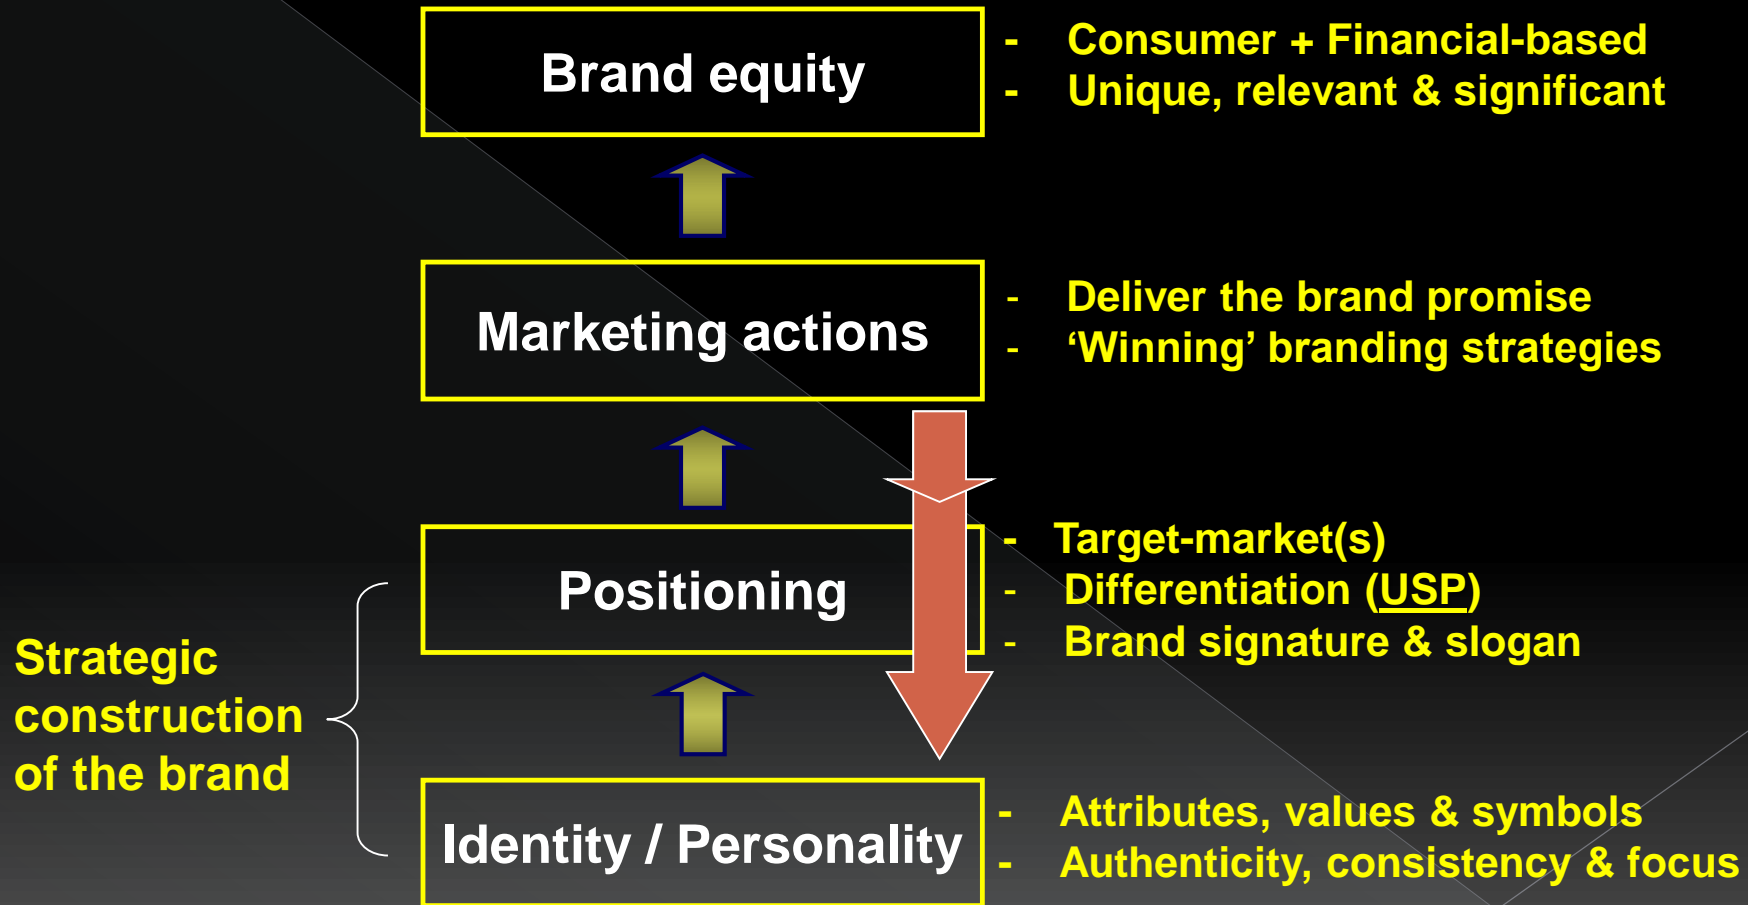 Brand equity
- Consumer + Financial-based
- Unique, relevant & significant
Marketing actions
- Deliver the brand promise
- ‘Winning’ branding strategies
Positioning
- Target-market(s)
- Differentiation (USP)
- Brand signature & slogan
Strategic
construction
of the brand
Identity / Personality
- Attributes, values & symbols
- Authenticity, consistency & focus